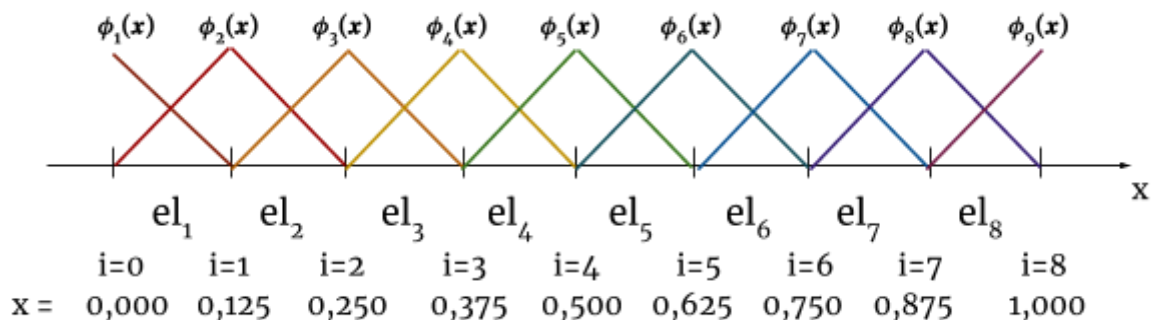 ϕ₁(x) ϕ₂(x) ϕ₃(x) ϕ₄(x) ϕ₅(x) ϕ₆(x) ϕ₇(x) ϕ₈(x) ϕ₉(x)
x
el₁ el₂ el₃ el₄ el₅ el₆ el₇ el₈
i=0 i=1 i=2 i=3 i=4 i=5 i=6 i=7 i=8
x = 0,000 0,125 0,250 0,375 0,500 0,625 0,750 0,875 1,000